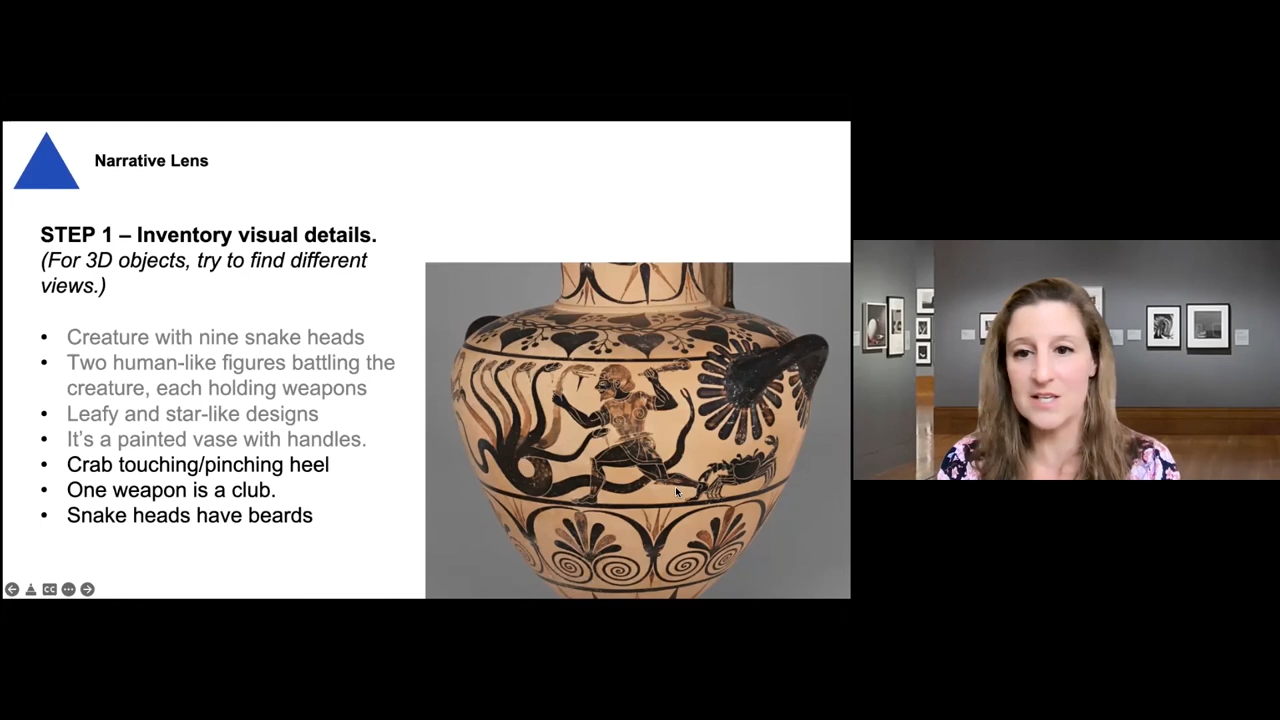 Narrative Lens
STEP 1 – Inventory visual details.
(For 3D objects, try to find different
views.)
• Creature with nine snake heads
• Two human-like figures battling the
creature, each holding weapons
• Leafy and star-like designs
• It's a painted vase with handles.
• Crab touching/pinching heel
• One weapon is a club.
• Snake heads have beards
CC